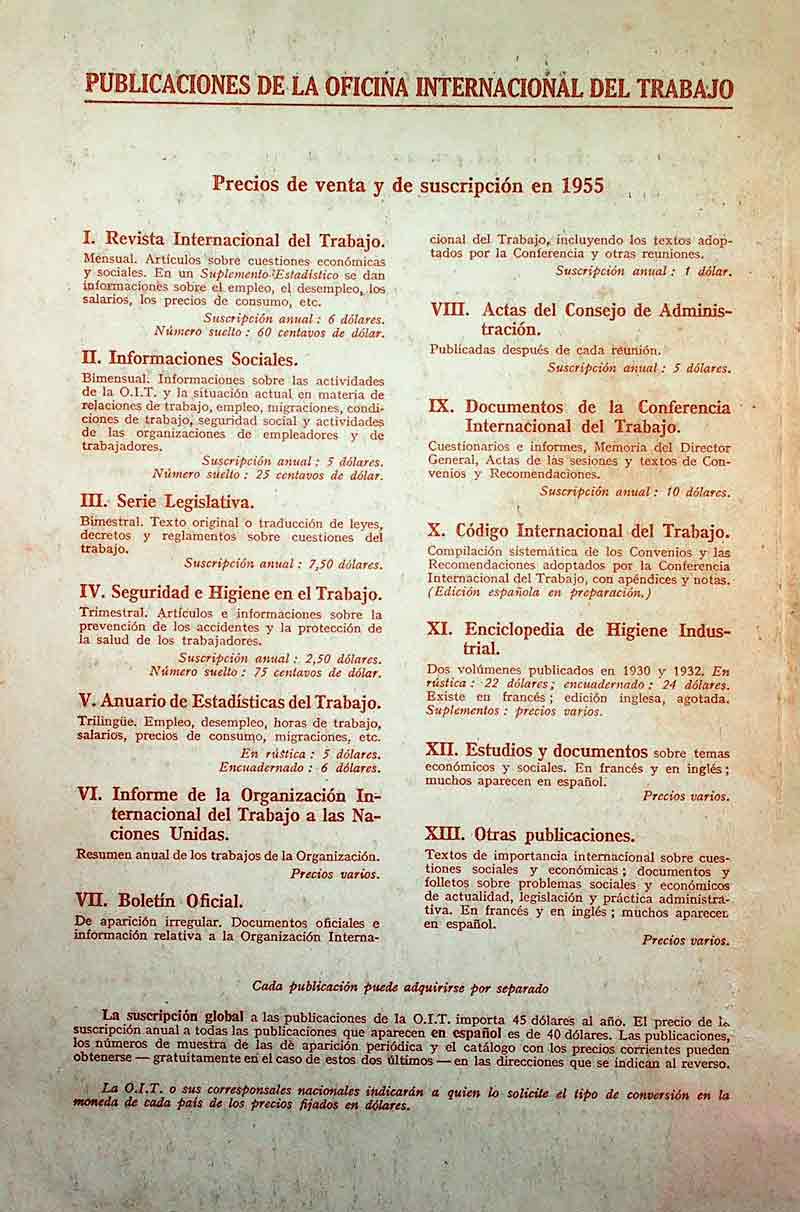 PUBLICACIONES DE LA OFICINA INTERNACIONAL DEL TRABAJO
Precios de venta y de suscripción en 1955
I. Revista Internacional del Trabajo.
Mensual. Artículos sobre cuestiones económicas
y sociales. En un Suplemento Estadístico se dan
informaciones sobre el empleo, el desempleo, los
salarios, los precios de consumo, etc.
Suscripción anual : 6 dólares.
Número suelto : 60 centavos de dólar.
II. Informaciones Sociales.
Bimensual. Informaciones sobre las actividades
de la O.I.T. y la situación actual en materia de
relaciones de trabajo, empleo, migraciones, condi-
ciones de trabajo, seguridad social y actividades
de las organizaciones de empleadores y de
trabajadores.
Suscripción anual : 5 dólares.
Número suelto : 25 centavos de dólar.
III. Serie Legislativa.
Bimestral. Texto original o traducción de leyes,
decretos y reglamentos sobre cuestiones del
trabajo.
Suscripción anual : 7,50 dólares.
IV. Seguridad e Higiene en el Trabajo.
Trimestral. Artículos e informaciones sobre la
prevención de los accidentes y la protección de
la salud de los trabajadores.
Suscripción anual : 2,50 dólares.
Número suelto : 75 centavos de dólar.
V. Anuario de Estadísticas del Trabajo.
Trilingüe. Empleo, desempleo, horas de trabajo,
salarios, precios de consumo, migraciones, etc.
En rústica : 5 dólares.
Encuadernado : 6 dólares.
VI. Informe de la Organización In-
ternacional del Trabajo a las Na-
ciones Unidas.
Resumen anual de los trabajos de la Organización.
Precios varios.
VII. Boletín Oficial.
De aparición irregular. Documentos oficiales e
información relativa a la Organización Interna-
cional del Trabajo, incluyendo los textos adop-
tados por la Conferencia y otras reuniones.
Suscripción anual : 1 dólar.
VIII. Actas del Consejo de Adminis-
tración.
Publicadas después de cada reunión.
Suscripción anual : 5 dólares.
IX. Documentos de la Conferencia
Internacional del Trabajo.
Cuestionarios e informes, Memoria del Director
General, Actas de las sesiones y textos de Con-
venios y Recomendaciones.
Suscripción anual : 10 dólares.
X. Código Internacional del Trabajo.
Compilación sistemática de los Convenios y las
Recomendaciones adoptados por la Conferencia
Internacional del Trabajo, con apéndices y notas.
(Edición española en preparación.)
XI. Enciclopedia de Higiene Indus-
trial.
Dos volúmenes publicados en 1930 y 1932. En
rústica : 22 dólares ; encuadernado : 24 dólares.
Existe en francés ; edición inglesa, agotada.
Suplementos : precios varios.
XII. Estudios y documentos sobre temas
económicos y sociales. En francés y en inglés ;
muchos aparecen en español.
Precios varios.
XIII. Otras publicaciones.
Textos de importancia internacional sobre cues-
tiones sociales y económicas ; documentos y
folletos sobre problemas sociales y económicos
de actualidad, legislación y práctica administra-
tiva. En francés y en inglés ; muchos aparecen
en español.
Precios varios.
Cada publicación puede adquirirse por separado
La suscripción global a las publicaciones de la O.I.T. importa 45 dólares al año. El precio de la
suscripción anual a todas las publicaciones que aparecen en español es de 40 dólares. Las publicaciones,
los números de muestra de las de aparición periódica y el catálogo con los precios corrientes pueden
obtenerse — gratuitamente en el caso de estos dos últimos — en las direcciones que se indican al reverso.
La O.I.T. o sus corresponsales nacionales indicarán a quien lo solicite el tipo de conversión en la
moneda de cada país de los precios fijados en dólares.